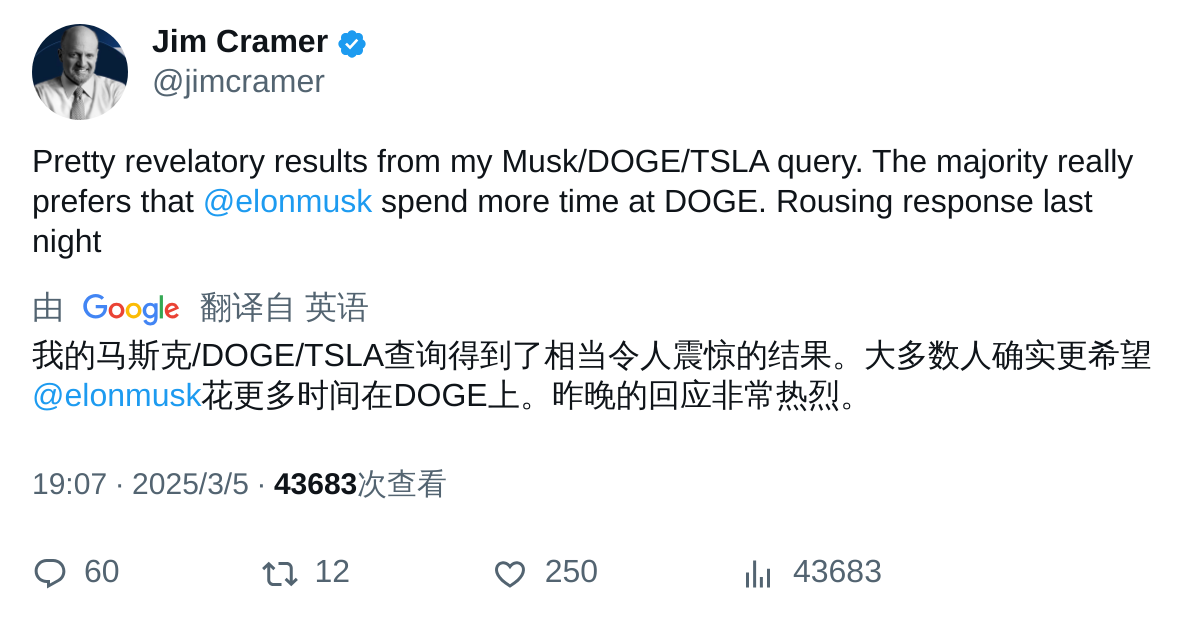 Jim Cramer
@jimcramer
Pretty revelatory results from my Musk/DOGE/TSLA query. The majority really
prefers that @elonmusk spend more time at DOGE. Rousing response last
night
由 Google 翻译自 英语
我的马斯克/DOGE/TSLA查询得到了相当令人震惊的结果。大多数人确实更希望
@elonmusk花更多时间在DOGE上。昨晚的回应非常热烈。
19:07 · 2025/3/5 · 43683次查看
60 12 250 43683